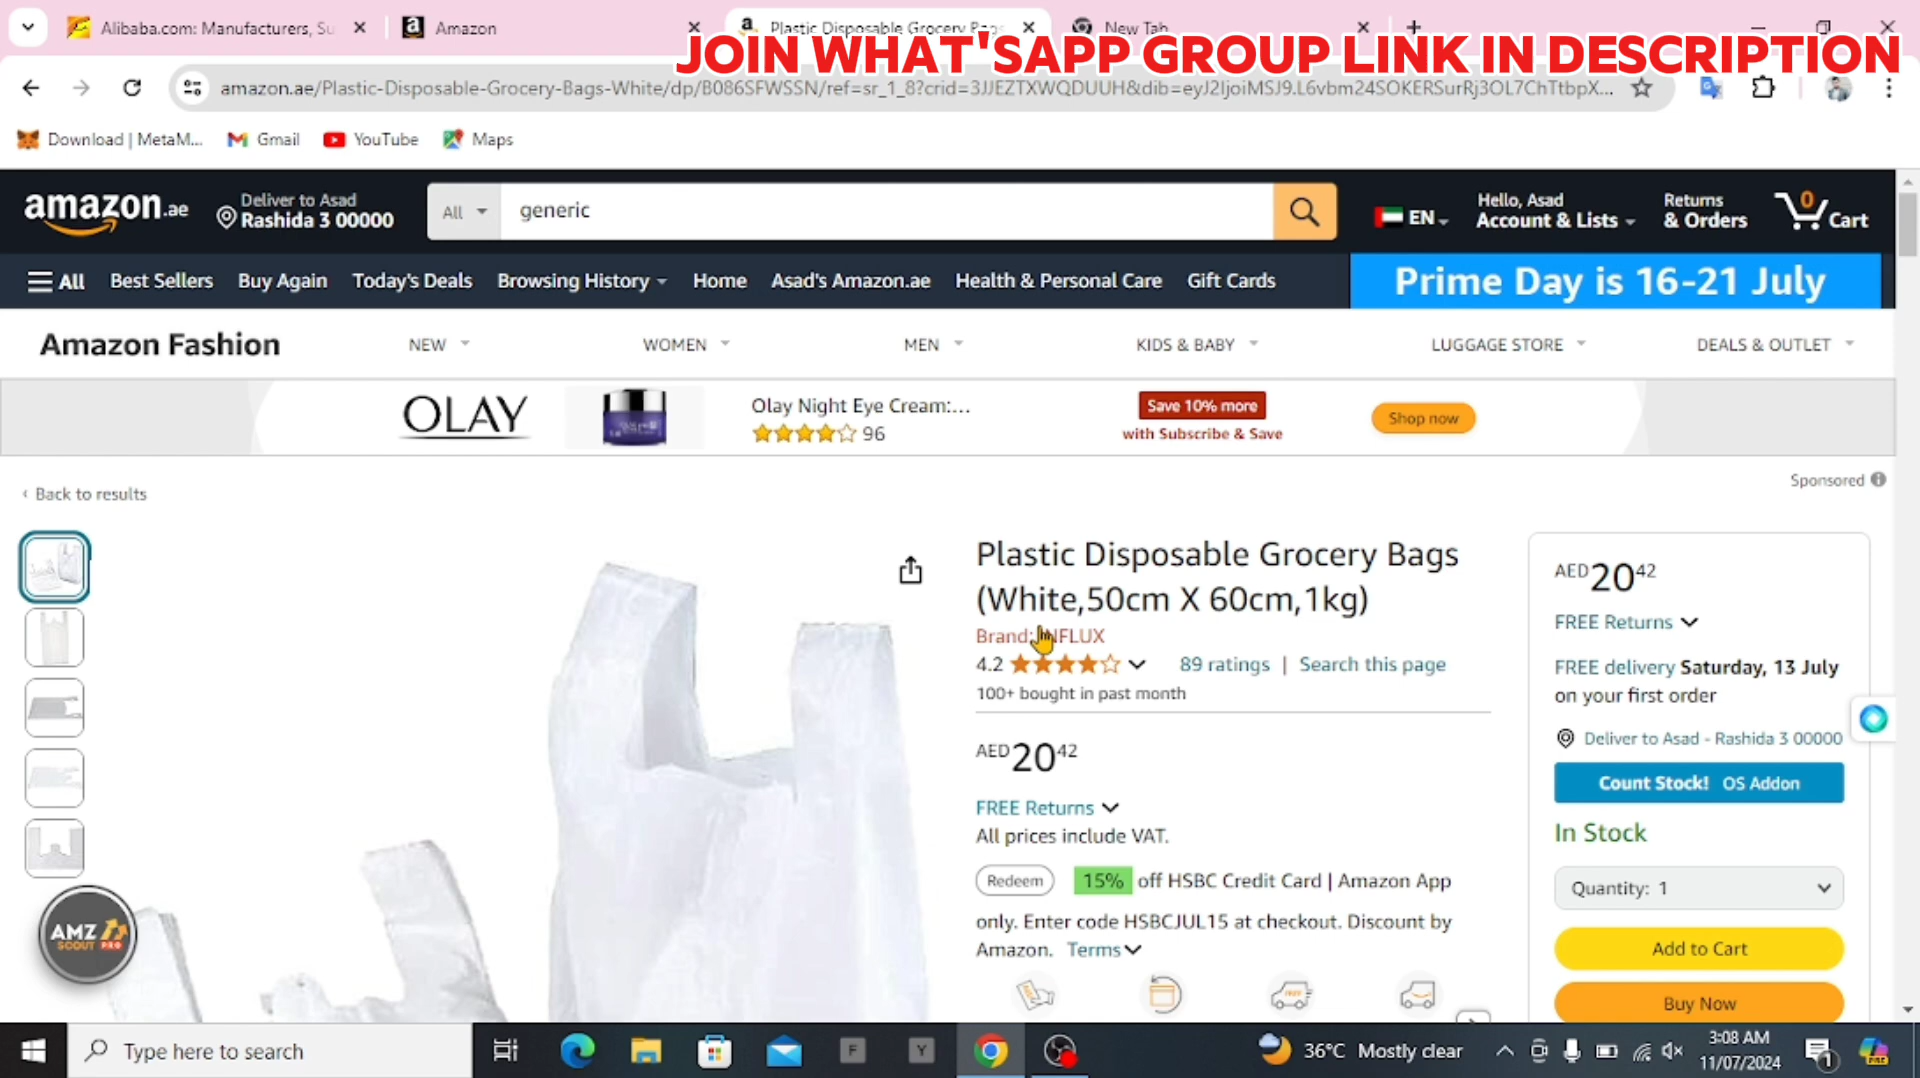 Alibaba.com: Manufacturers, Su
Amazon
Plastic Disposable Grocery Bags
New Tab
JOIN WHAT'SAPP GROUP LINK IN DESCRIPTION
amazon.ae/Plastic-Disposable-Grocery-Bags-White/dp/B086SFWSSN/ref=sr_1_8?crid=3JJEZTXWQDUUH&dib=eyJ2IjoiMSJ9.L6vbm24SOKERSurRj3OL7ChTtbpX...
Download | MetaM...
Gmail
YouTube
Maps
amazon.ae
Deliver to Asad
Rashida 3 00000
All
generic
EN
Hello, Asad
Account & Lists
Returns
& Orders
0
Cart
All
Best Sellers
Buy Again
Today's Deals
Browsing History
Home
Asad's Amazon.ae
Health & Personal Care
Gift Cards
Prime Day is 16-21 July
Amazon Fashion
NEW
WOMEN
MEN
KIDS & BABY
LUGGAGE STORE
DEALS & OUTLET
OLAY
Olay Night Eye Cream:...
96
Save 10% more
with Subscribe & Save
Shop now
Sponsored
‹ Back to results
Plastic Disposable Grocery Bags
(White,50cm X 60cm,1kg)
Brand: INFLUX
4.2
89 ratings | Search this page
100+ bought in past month
AED 20 42
FREE Returns
All prices include VAT.
Redeem 15% off HSBC Credit Card | Amazon App
only. Enter code HSBCJUL15 at checkout. Discount by
Amazon. Terms
AED 20 42
FREE Returns
FREE delivery Saturday, 13 July
on your first order
Deliver to Asad - Rashida 3 00000
Count Stock! OS Addon
In Stock
Quantity: 1
Add to Cart
Buy Now
AMZ
SCOUT PRO
Type here to search
F
Y
36°C Mostly clear
3:08 AM
11/07/2024
1